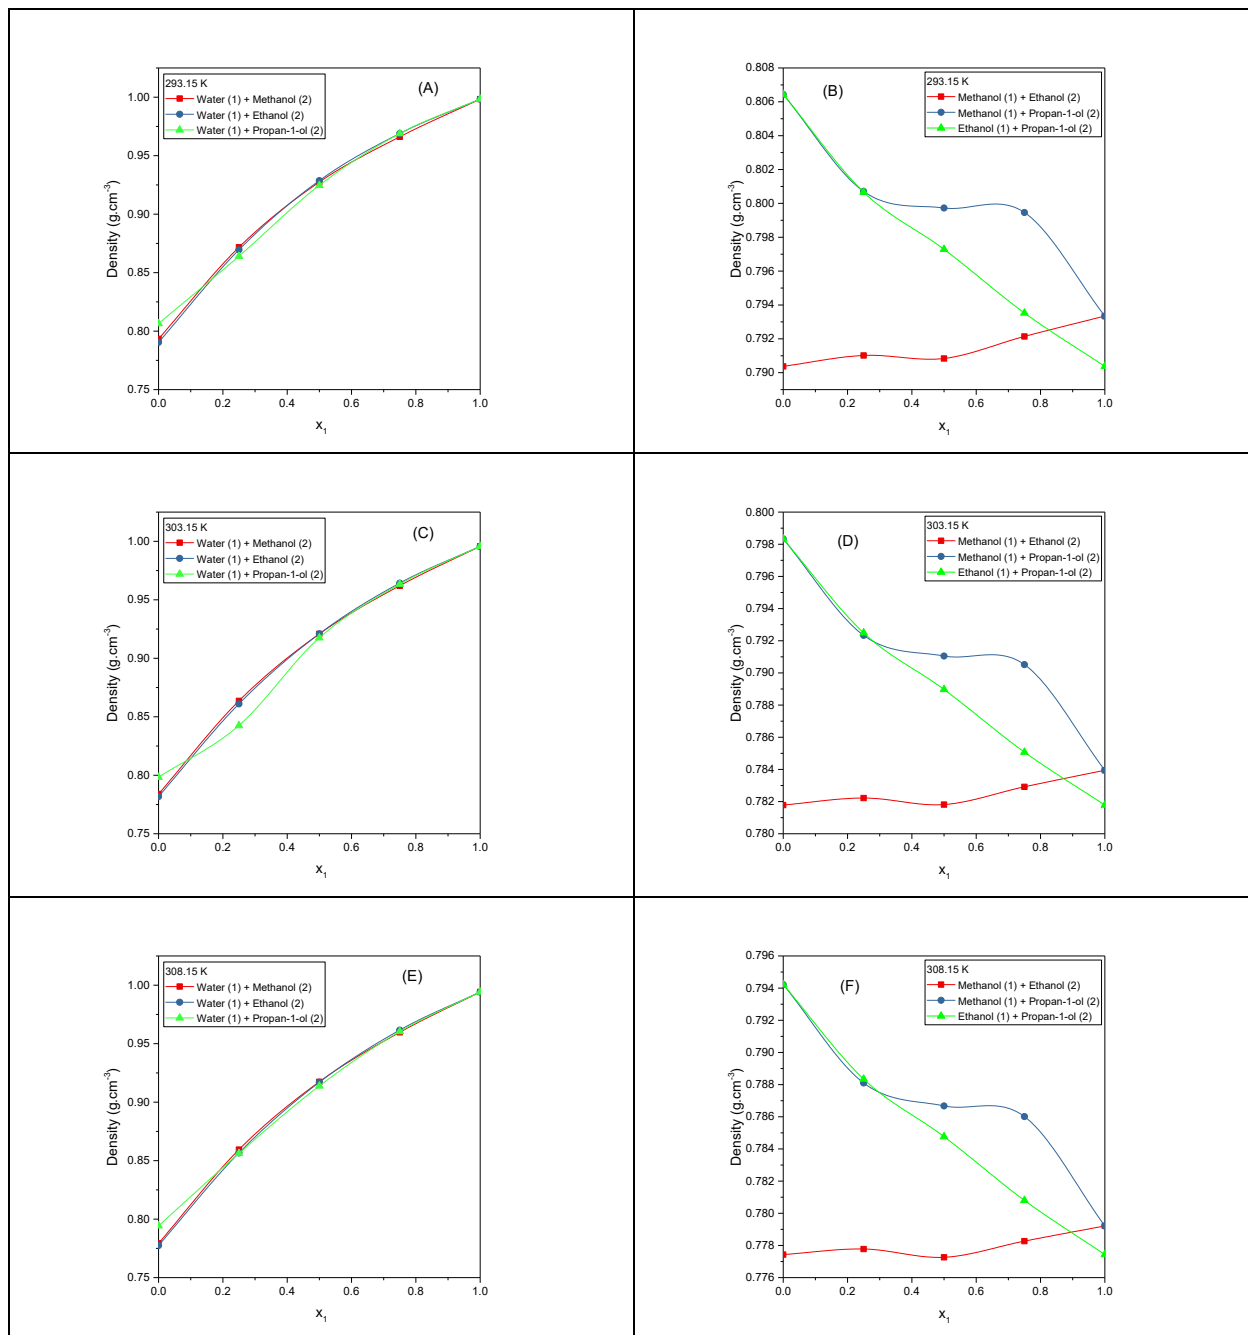 293.15 K
Water (1) + Methanol (2)
Water (1) + Ethanol (2)
Water (1) + Propan-1-ol (2)
(A)
Density (g.cm-3)
1.00
0.95
0.90
0.85
0.80
0.75
0.0 0.2 0.4 0.6 0.8 1.0
x1
293.15 K
Methanol (1) + Ethanol (2)
Methanol (1) + Propan-1-ol (2)
Ethanol (1) + Propan-1-ol (2)
(B)
Density (g.cm-3)
0.808
0.806
0.804
0.802
0.800
0.798
0.796
0.794
0.792
0.790
0.0 0.2 0.4 0.6 0.8 1.0
x1
303.15 K
Water (1) + Methanol (2)
Water (1) + Ethanol (2)
Water (1) + Propan-1-ol (2)
(C)
Density (g.cm-3)
1.00
0.95
0.90
0.85
0.80
0.75
0.0 0.2 0.4 0.6 0.8 1.0
x1
303.15 K
Methanol (1) + Ethanol (2)
Methanol (1) + Propan-1-ol (2)
Ethanol (1) + Propan-1-ol (2)
(D)
Density (g.cm-3)
0.800
0.798
0.796
0.794
0.792
0.790
0.788
0.786
0.784
0.782
0.780
0.0 0.2 0.4 0.6 0.8 1.0
x1
308.15 K
Water (1) + Methanol (2)
Water (1) + Ethanol (2)
Water (1) + Propan-1-ol (2)
(E)
Density (g.cm-3)
1.00
0.95
0.90
0.85
0.80
0.75
0.0 0.2 0.4 0.6 0.8 1.0
x1
308.15 K
Methanol (1) + Ethanol (2)
Methanol (1) + Propan-1-ol (2)
Ethanol (1) + Propan-1-ol (2)
(F)
Density (g.cm-3)
0.796
0.794
0.792
0.790
0.788
0.786
0.784
0.782
0.780
0.778
0.776
0.0 0.2 0.4 0.6 0.8 1.0
x1